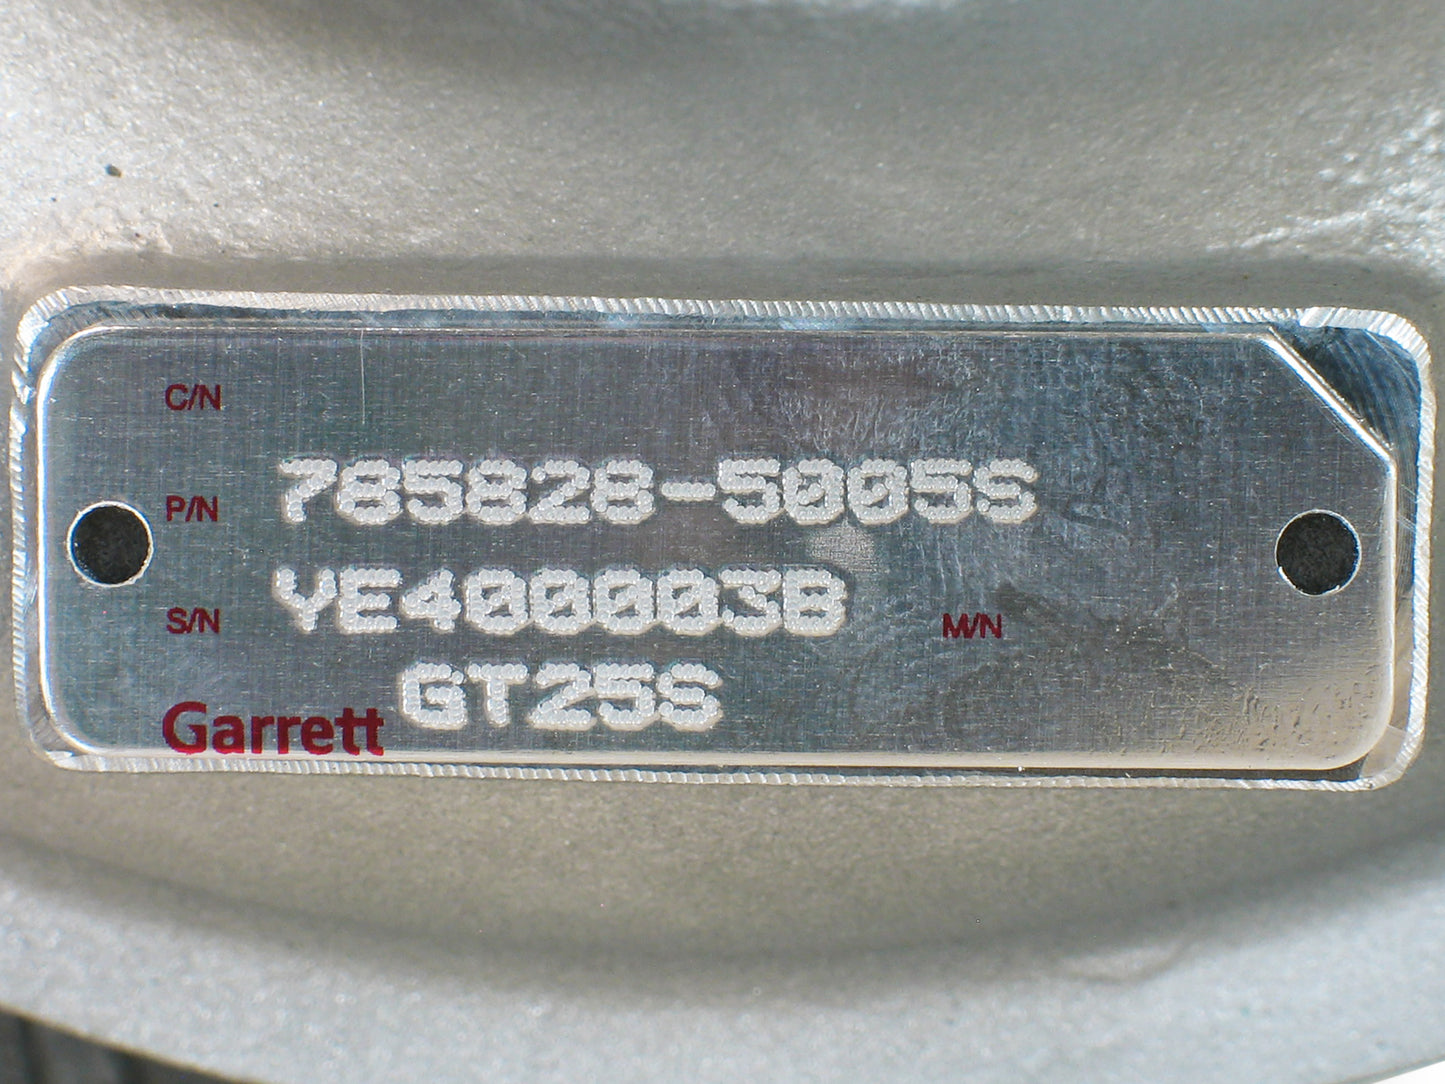 C/N
P/N 785828-5005S
S/N YE400003B M/N
Garrett GT25S